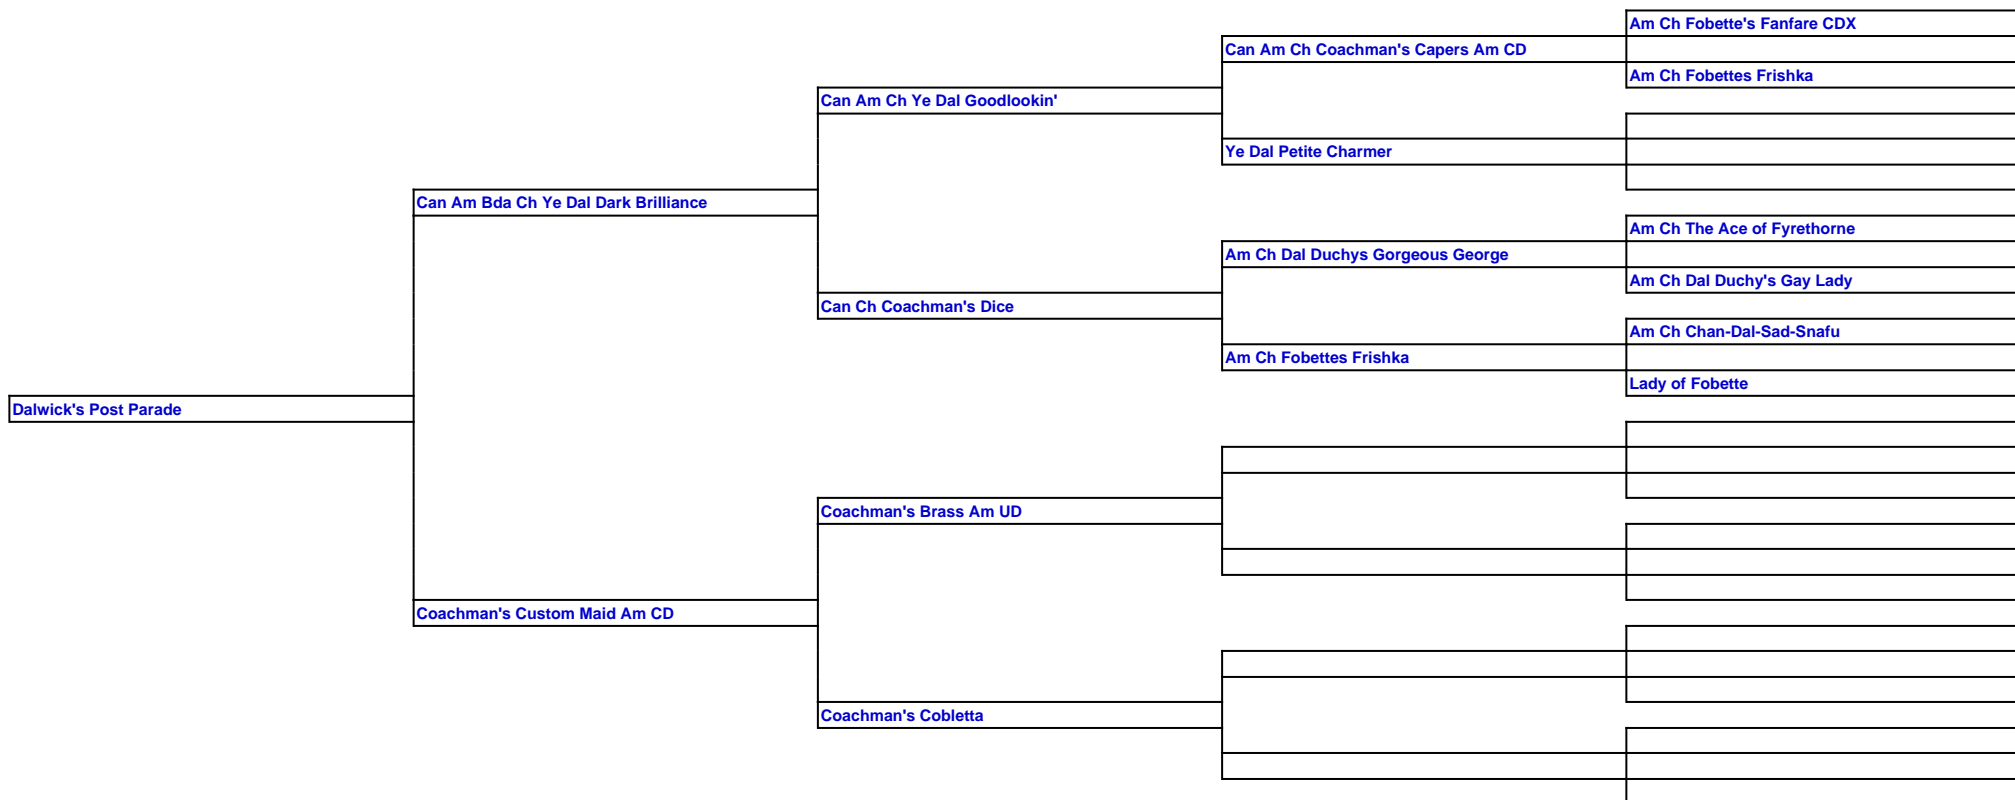 Am Ch Fobette's Fanfare CDX
Can Am Ch Coachman's Capers Am CD
Am Ch Fobettes Frishka
Can Am Ch Ye Dal Goodlookin'
Ye Dal Petite Charmer
Can Am Bda Ch Ye Dal Dark Brilliance
Am Ch The Ace of Fyrethorne
Am Ch Dal Duchys Gorgeous George
Am Ch Dal Duchy's Gay Lady
Can Ch Coachman's Dice
Am Ch Chan-Dal-Sad-Snafu
Am Ch Fobettes Frishka
Lady of Fobette
Dalwick's Post Parade
Coachman's Brass Am UD
Coachman's Custom Maid Am CD
Coachman's Cobletta